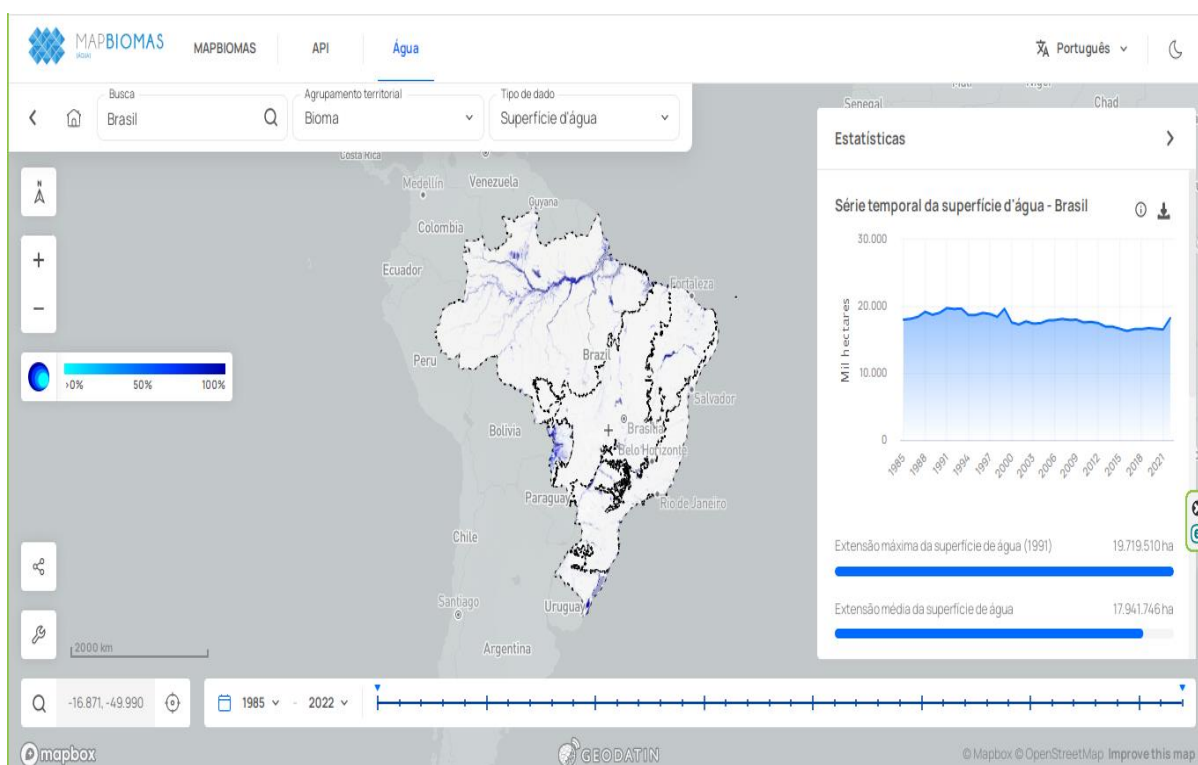 MAPBIOMAS
ÁGUA
MAPBIOMAS
API
Água
Português
Busca
Brasil
Agrupamento territorial
Bioma
Tipo de dado
Superfície d'água
Estatísticas
Série temporal da superfície d'água - Brasil
30.000
20.000
10.000
0
Mil hectares
1985
1988
1991
1994
1997
2000
2003
2006
2009
2012
2015
2018
2021
Extensão máxima da superfície de água (1991)
19.719.510 ha
Extensão média da superfície de água
17.941.746 ha
N
+
−
>0%
50%
100%
Senegal
Mali
Niger
Chad
Costa Rica
Medellín
Venezuela
Guyana
Colombia
Ecuador
Fortaleza
Peru
Brazil
Salvador
Bolivia
Brasília
Belo Horizonte
Paraguay
Rio de Janeiro
Chile
Santiago
Uruguay
Argentina
2000 km
-16.871, -49.990
1985 - 2022
mapbox
GEODATIN
© Mapbox © OpenStreetMap Improve this map